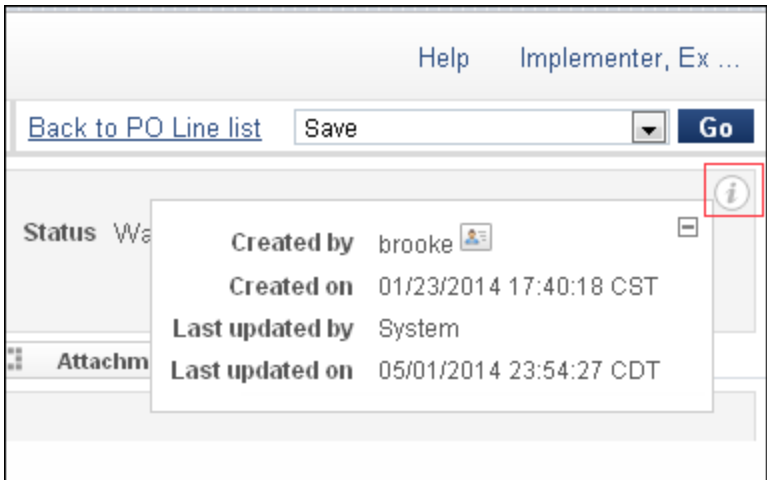 Help Implementer, Ex ...
Back to PO Line list Save Go
i
Status Wa
Created by brooke
Created on 01/23/2014 17:40:18 CST
Last updated by System
Attachm
Last updated on 05/01/2014 23:54:27 CDT